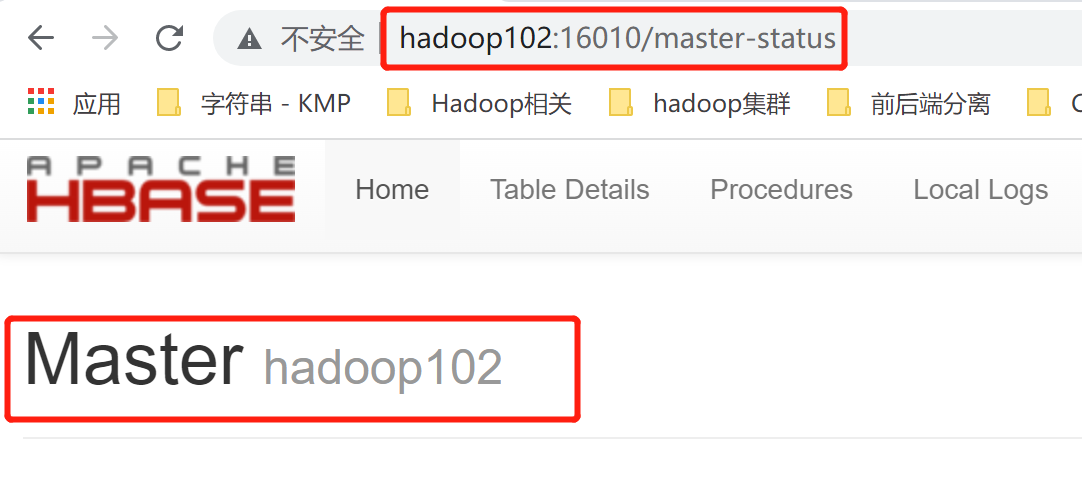 不安全 hadoop102:16010/master-status
应用 字符串 - KMP Hadoop相关 hadoop集群 前后端分离
APACHE
HBASE
Home Table Details Procedures Local Logs
Master hadoop102